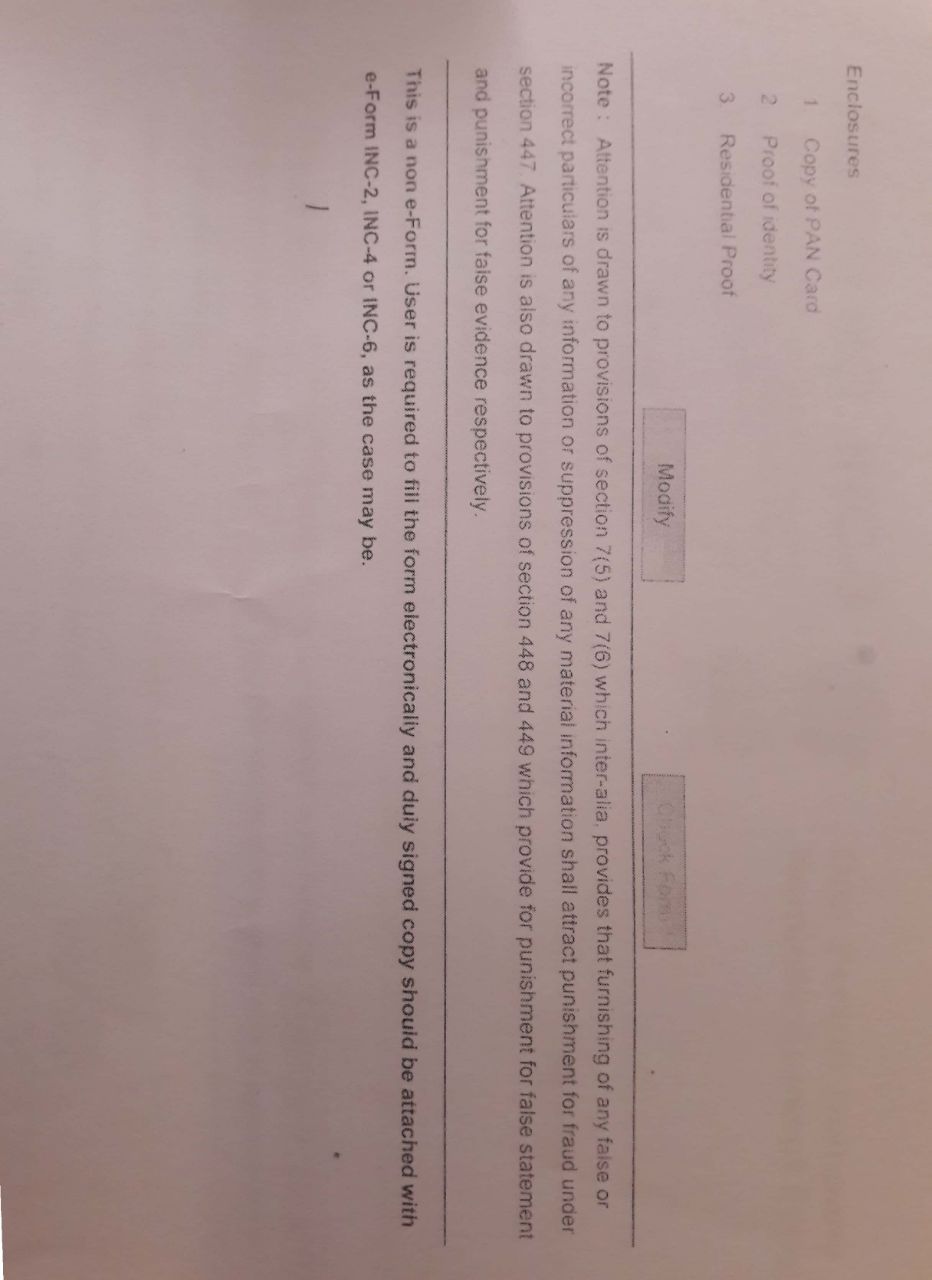 Enclosures
1 Copy of PAN Card
2 Proof of identity
3 Residential Proof
Modify
Check Form
Note : Attention is drawn to provisions of section 7(5) and 7(6) which inter-alia, provides that furnishing of any false or
incorrect particulars of any information or suppression of any material information shall attract punishment for fraud under
section 447. Attention is also drawn to provisions of section 448 and 449 which provide for punishment for false statement
and punishment for false evidence respectively.
This is a non e-Form. User is required to fill the form electronically and duly signed copy should be attached with
e-Form INC-2, INC-4 or INC-6, as the case may be.